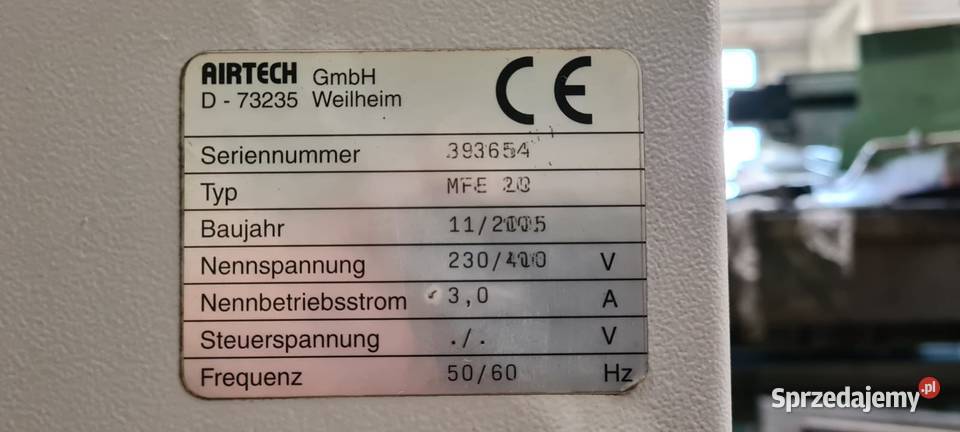 AIRTECH GmbH
D - 73235 Weilheim
CE
Seriennummer 393654
Typ MFE 20
Baujahr 11/2005
Nennspannung 230/400 V
Nennbetriebsstrom 3,0 A
Steuerspannung ./. V
Frequenz 50/60 Hz
Sprzedajemy.pl